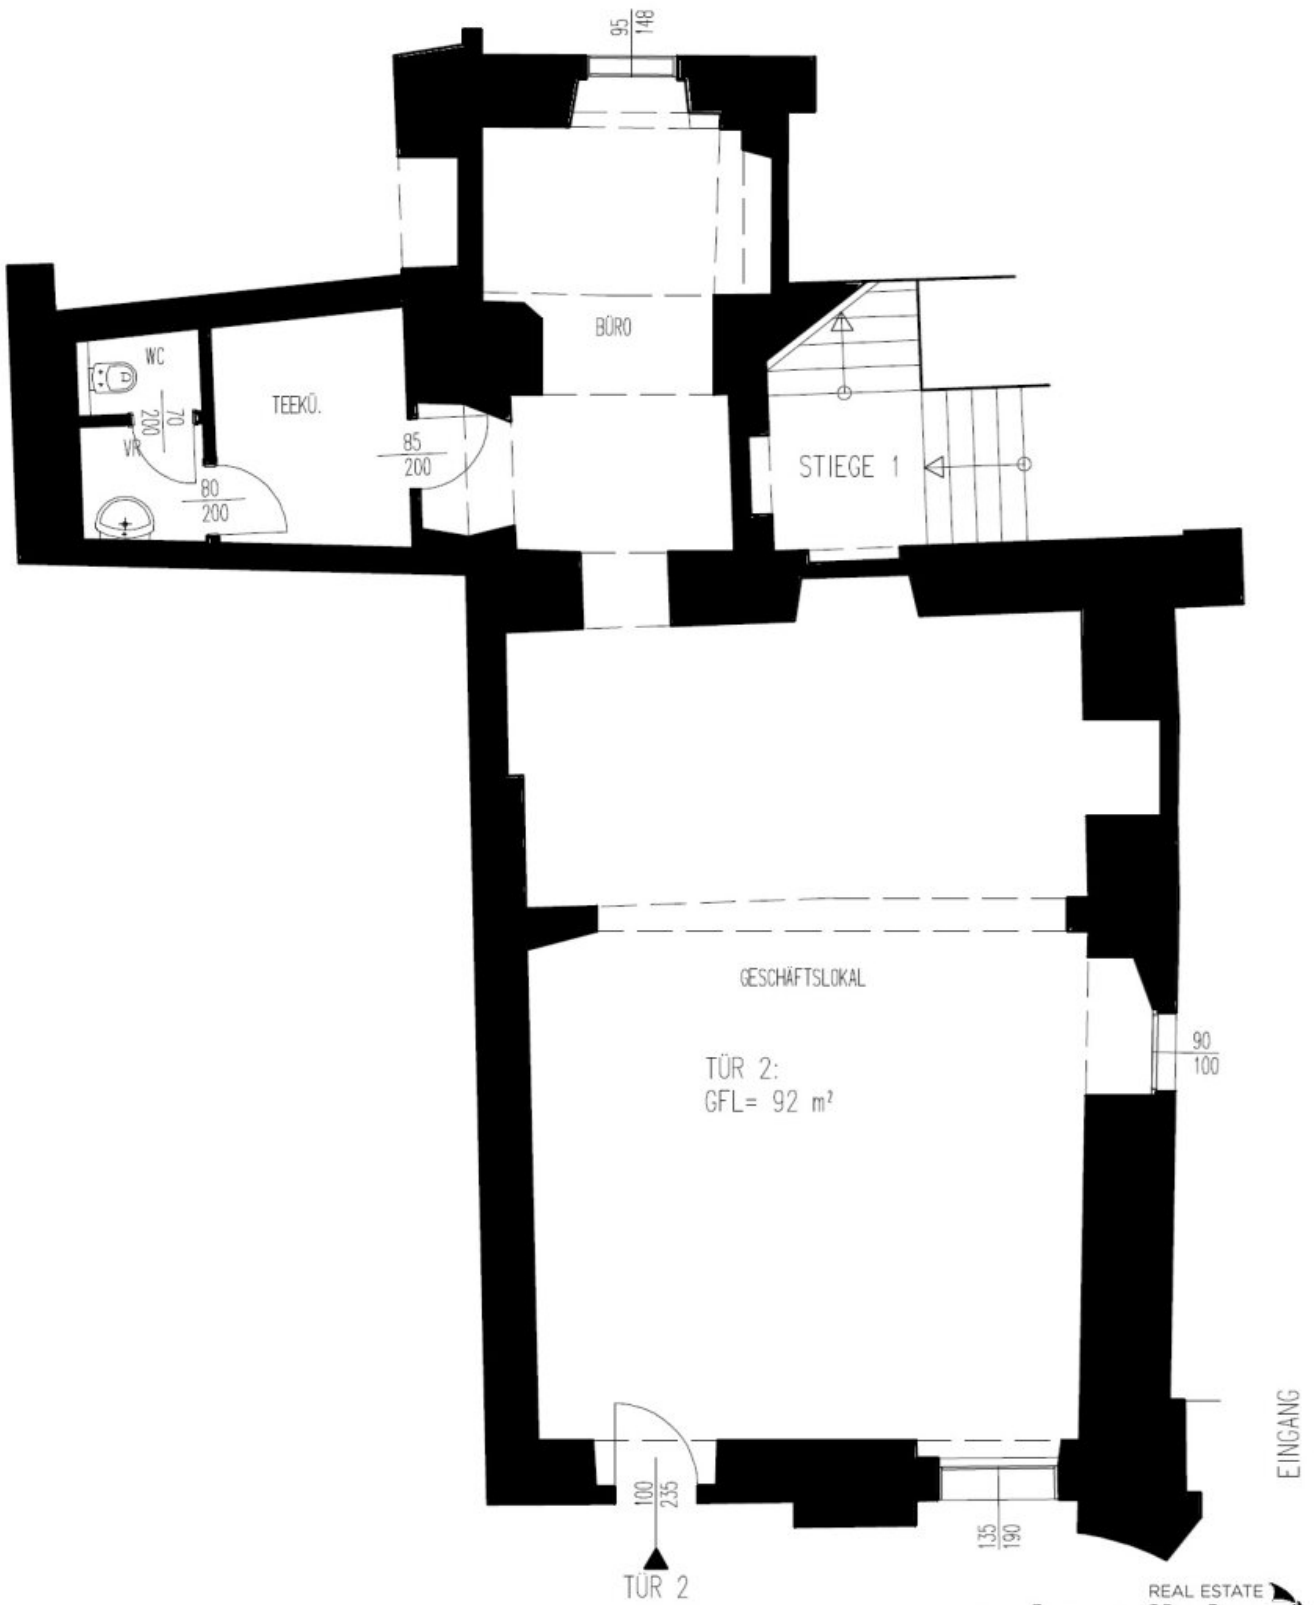 95
148
BÜRO
WC
70
200
TEEKÜ.
VR
85
200
80
200
STIEGE 1
GESCHÄFTSLOKAL
TÜR 2:
GFL= 92 m²
90
100
EINGANG
100
235
135
190
TÜR 2
REAL ESTATE